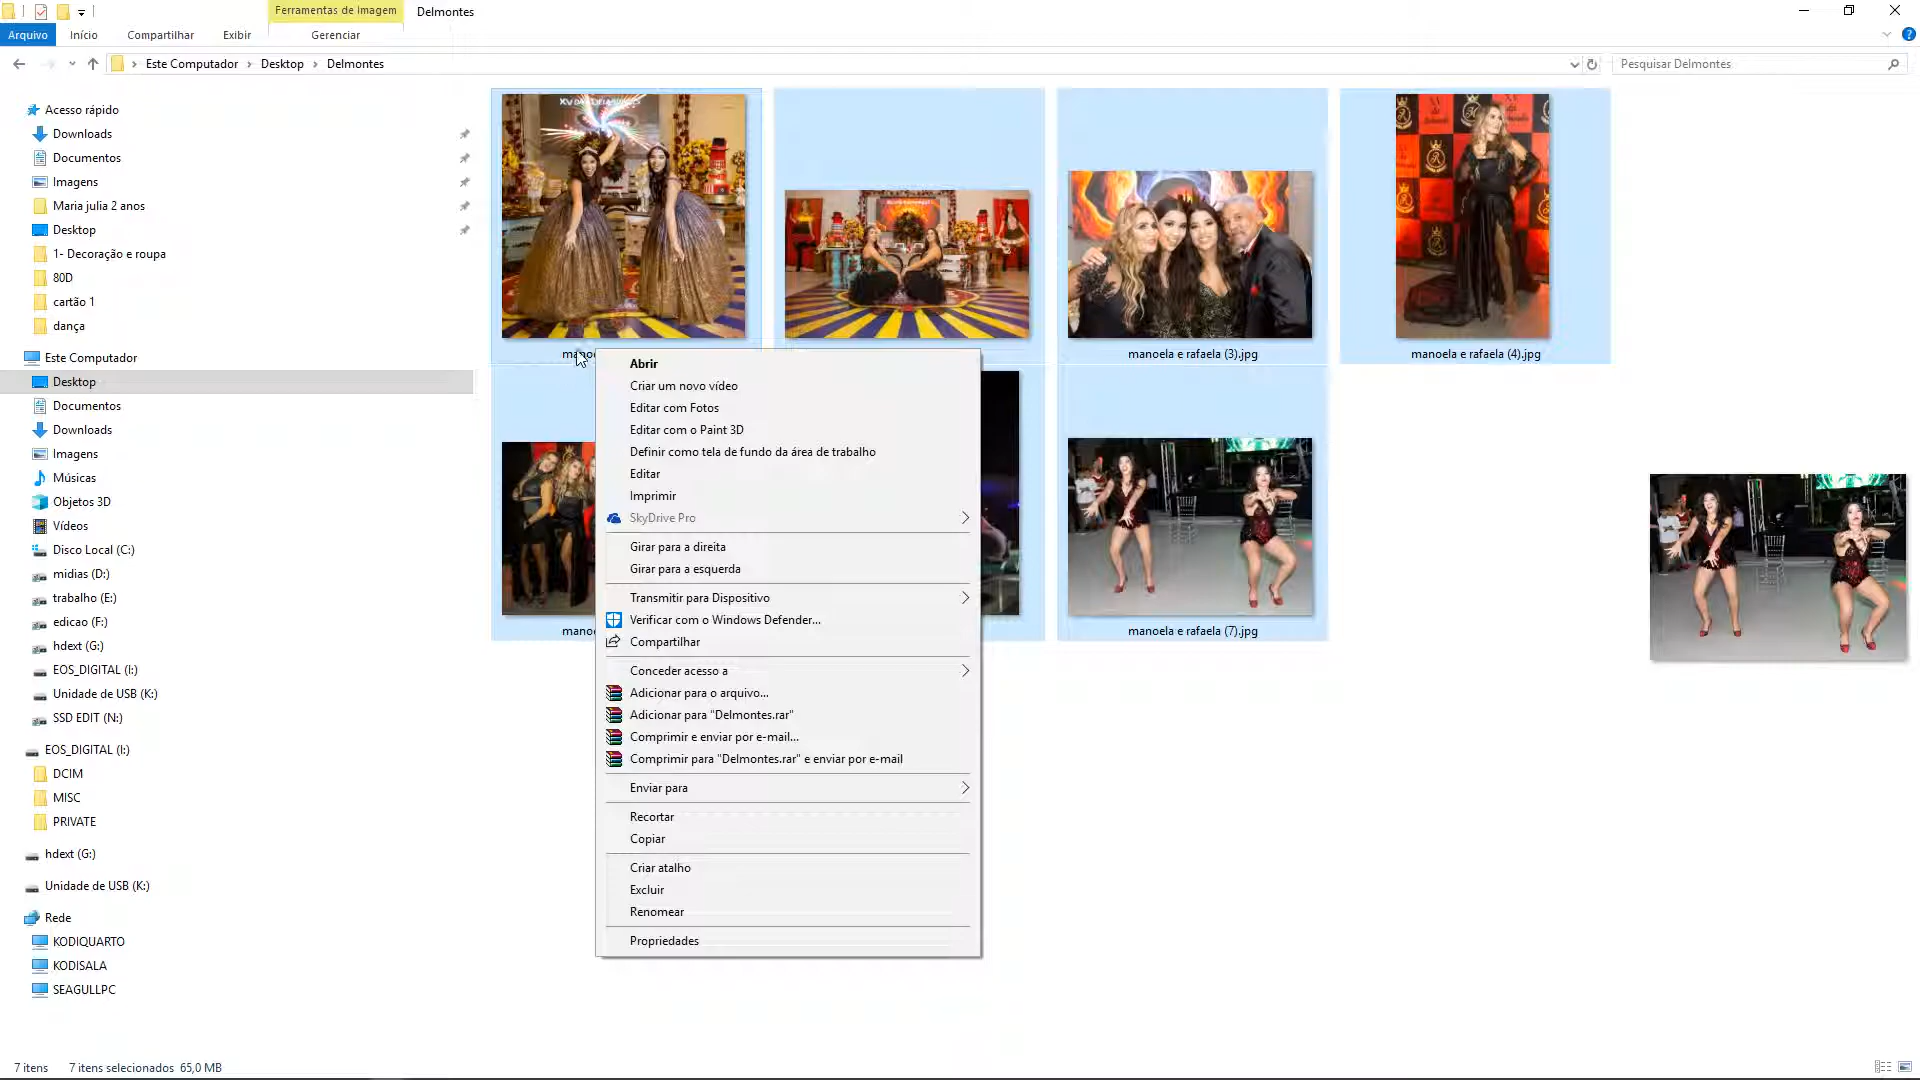 Ferramentas de Imagem
Delmontes
Arquivo
Início
Compartilhar
Exibir
Gerenciar
Este Computador
Desktop
Delmontes
Pesquisar Delmontes
Acesso rápido
Downloads
Documentos
Imagens
Maria julia 2 anos
Desktop
1- Decoração e roupa
80D
cartão 1
dança
Este Computador
Desktop
Documentos
Downloads
Imagens
Músicas
Objetos 3D
Vídeos
Disco Local (C:)
midias (D:)
trabalho (E:)
edicao (F:)
hdext (G:)
EOS_DIGITAL (I:)
Unidade de USB (K:)
SSD EDIT (N:)
EOS_DIGITAL (I:)
DCIM
MISC
PRIVATE
hdext (G:)
Unidade de USB (K:)
Rede
KODIQUARTO
KODISALA
SEAGULLPC
manoela e rafaela (3).jpg
manoela e rafaela (4).jpg
manoela e rafaela (7).jpg
Abrir
Criar um novo vídeo
Editar com Fotos
Editar com o Paint 3D
Definir como tela de fundo da área de trabalho
Editar
Imprimir
SkyDrive Pro
Girar para a direita
Girar para a esquerda
Transmitir para Dispositivo
Verificar com o Windows Defender...
Compartilhar
Conceder acesso a
Adicionar para o arquivo...
Adicionar para "Delmontes.rar"
Comprimir e enviar por e-mail...
Comprimir para "Delmontes.rar" e enviar por e-mail
Enviar para
Recortar
Copiar
Criar atalho
Excluir
Renomear
Propriedades
7 itens
7 itens selecionados 65,0 MB